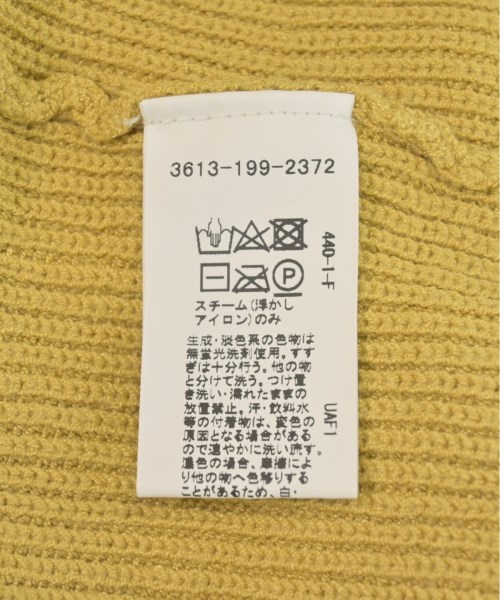 3613-199-2372
P
スチーム(浮かし
アイロン)のみ
生成・淡色系の色物は
無蛍光洗剤使用。すす
ぎは十分行う。他の物
と分けて洗う。つけ置
き洗い・濡れたままの
放置禁止。汗・飲料水
等の付着物は、変色の
原因となる場合がある
ので速やかに洗い流す。
濃色の場合、摩擦によ
り他の物へ色移りする
ことがあるため、白・
440-1-F
UAF1